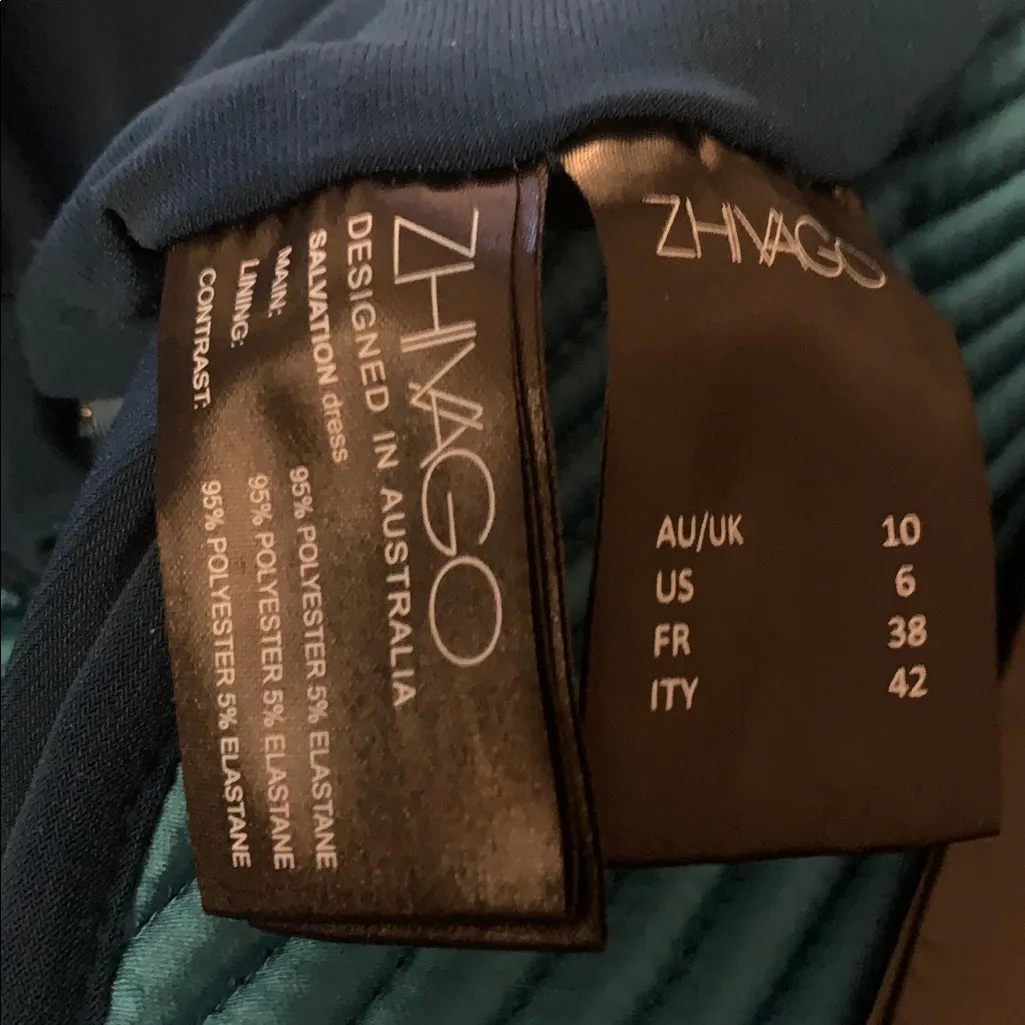 ZHIVAGO
DESIGNED IN AUSTRALIA
SALVATION dress
MAIN: 95% POLYESTER 5% ELASTANE
LINING: 95% POLYESTER 5% ELASTANE
CONTRAST: 95% POLYESTER 5% ELASTANE
ZHIVAGO
AU/UK 10
US 6
FR 38
ITY 42